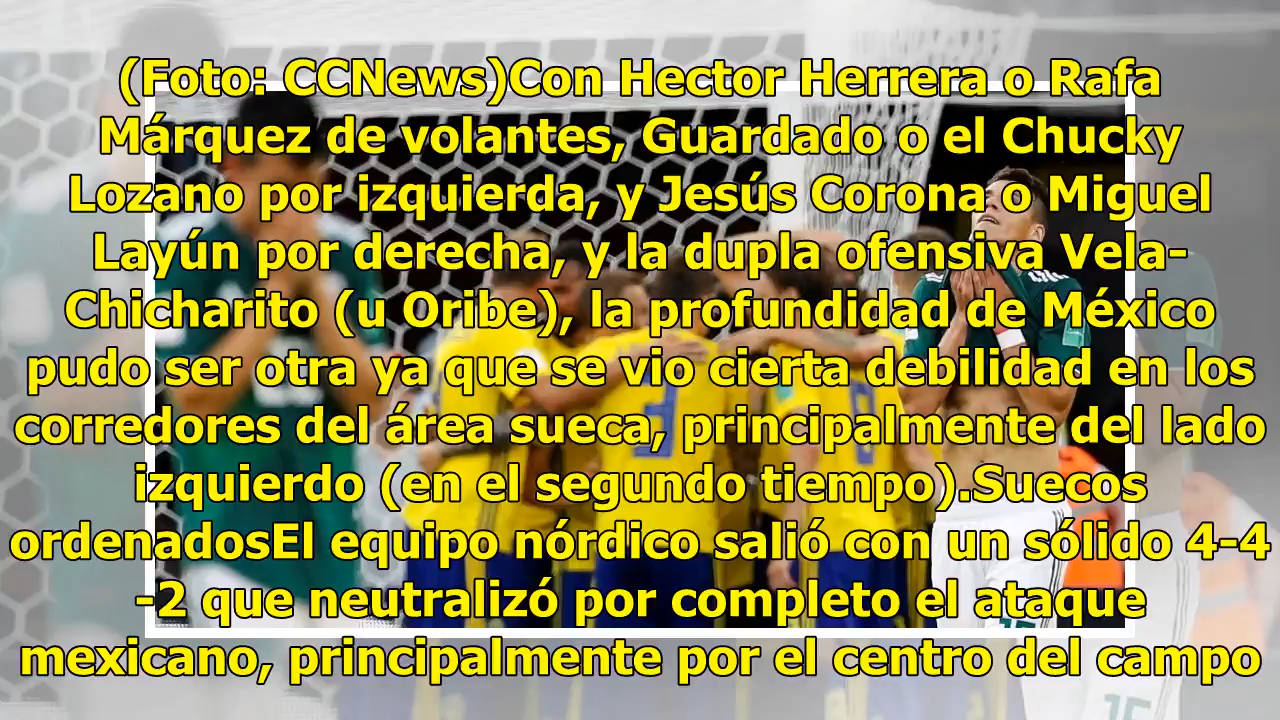 (Foto: CCNews)Con Hector Herrera o Rafa
Márquez de volantes, Guardado o el Chucky
Lozano por izquierda, y Jesús Corona o Miguel
Layún por derecha, y la dupla ofensiva Vela-
Chicharito (u Oribe), la profundidad de México
pudo ser otra ya que se vio cierta debilidad en los
corredores del área sueca, principalmente del lado
izquierdo (en el segundo tiempo).Suecos
ordenadosEl equipo nórdico salió con un sólido 4-4
-2 que neutralizó por completo el ataque
mexicano, principalmente por el centro del campo
15